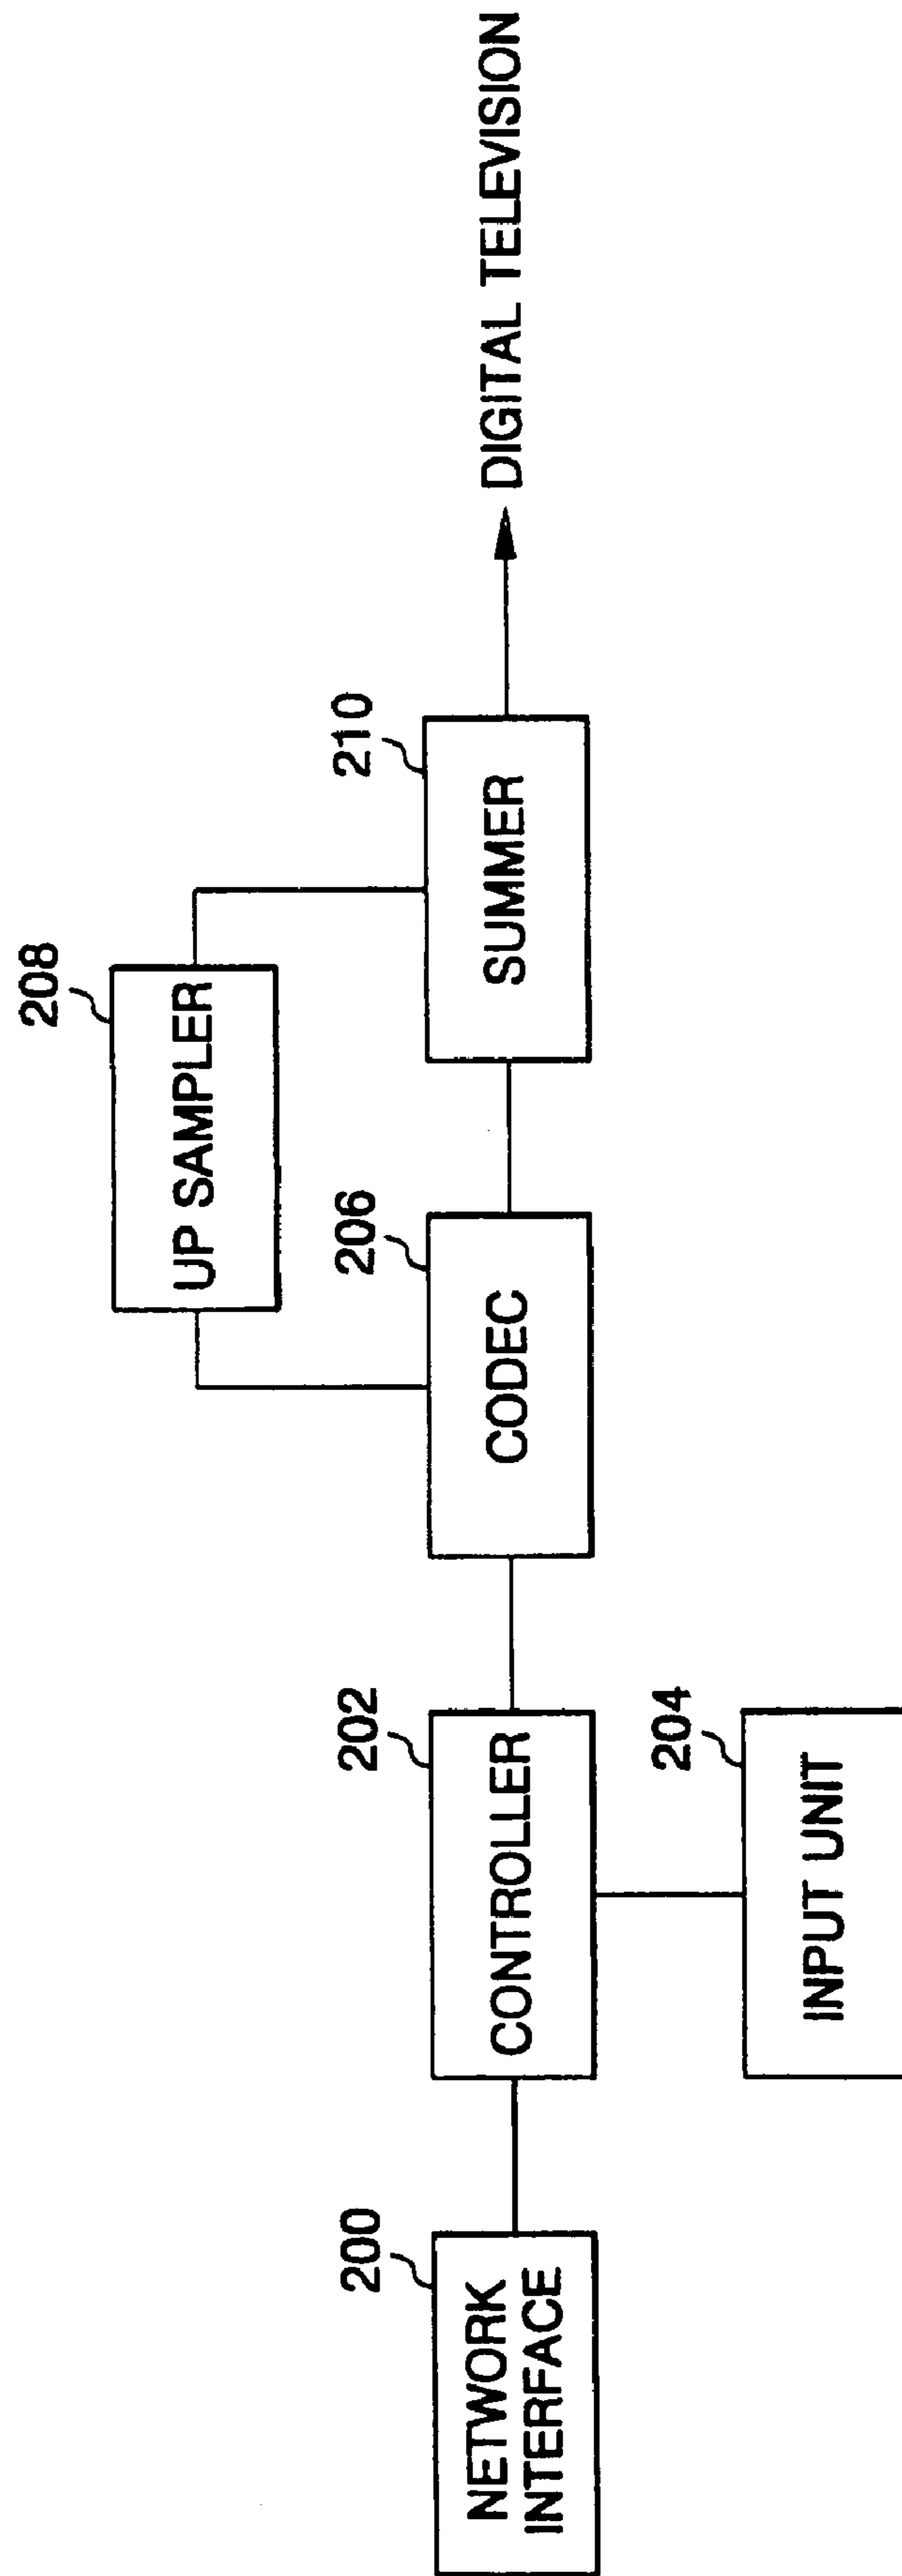 208
UP SAMPLER
200
NETWORK
INTERFACE
202
CONTROLLER
206
CODEC
210
SUMMER
DIGITAL TELEVISION
204
INPUT UNIT